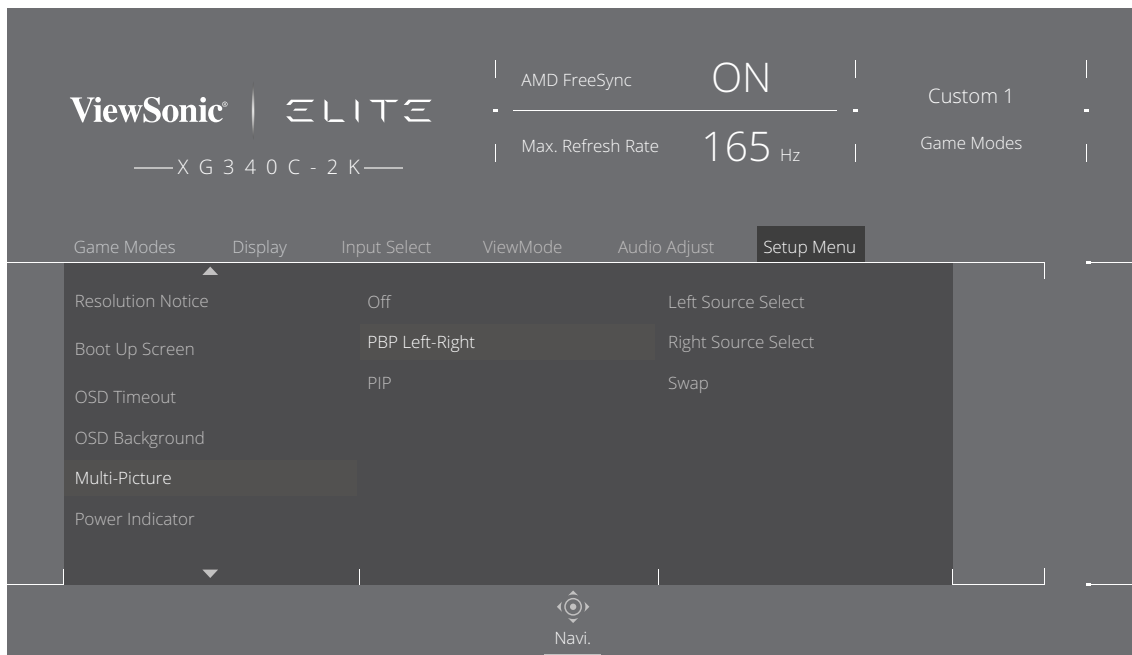 ViewSonic® | ELITE
XG340C-2K
AMD FreeSync ON
Max. Refresh Rate 165 Hz
Custom 1
Game Modes
Game Modes Display Input Select ViewMode Audio Adjust Setup Menu
Resolution Notice
Boot Up Screen
OSD Timeout
OSD Background
Multi-Picture
Power Indicator
Off
PBP Left-Right
PIP
Left Source Select
Right Source Select
Swap
Navi.